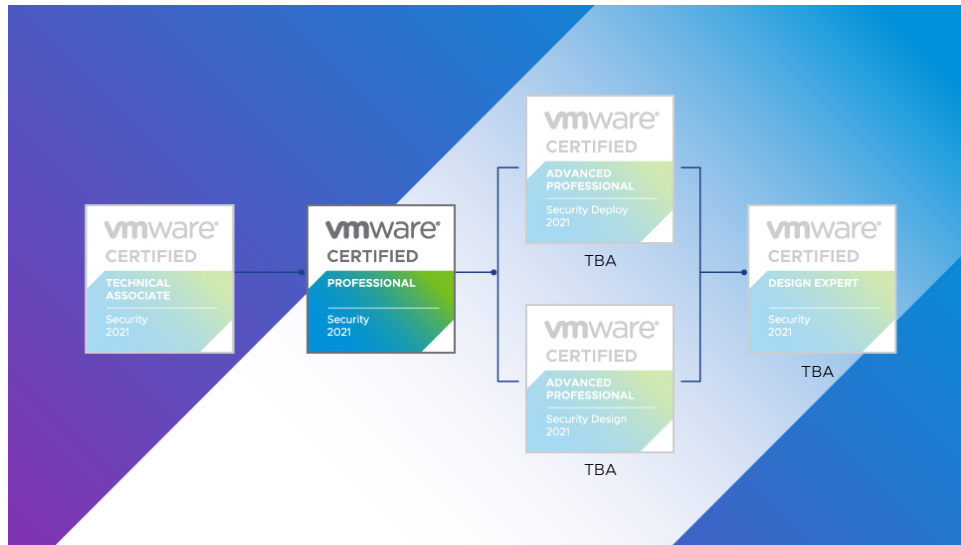 vmware®
CERTIFIED
TECHNICAL
ASSOCIATE
Security
2021
vmware®
CERTIFIED
PROFESSIONAL
Security
2021
vmware®
CERTIFIED
ADVANCED
PROFESSIONAL
Security Deploy
2021
TBA
vmware®
CERTIFIED
ADVANCED
PROFESSIONAL
Security Design
2021
TBA
vmware®
CERTIFIED
DESIGN EXPERT
Security
2021
TBA